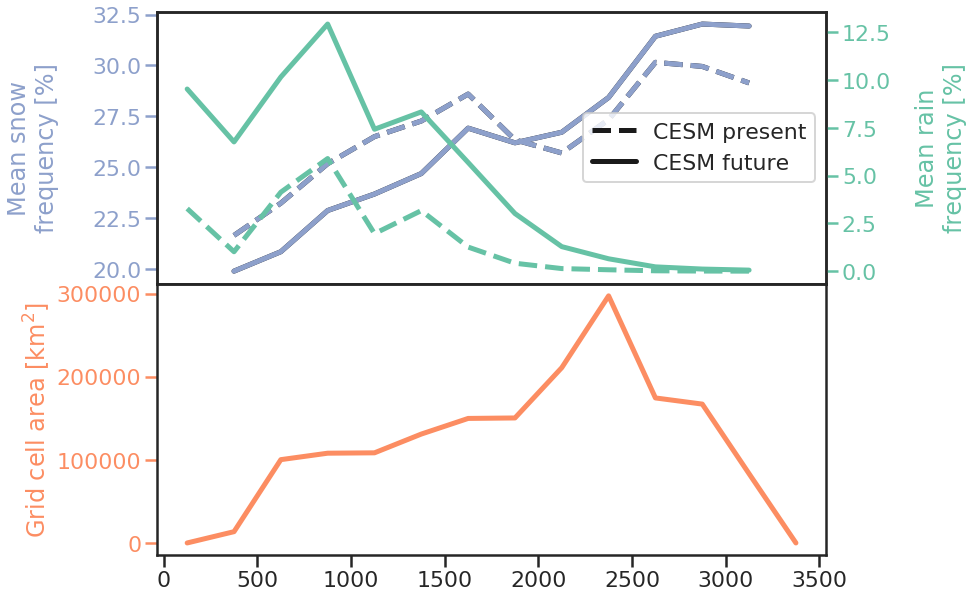 32.5
30.0
27.5
25.0
22.5
20.0
Mean snow
frequency [%]
12.5
10.0
7.5
5.0
2.5
0.0
Mean rain
frequency [%]
CESM present
CESM future
300000
200000
100000
0
Grid cell area [km²]
0 500 1000 1500 2000 2500 3000 3500